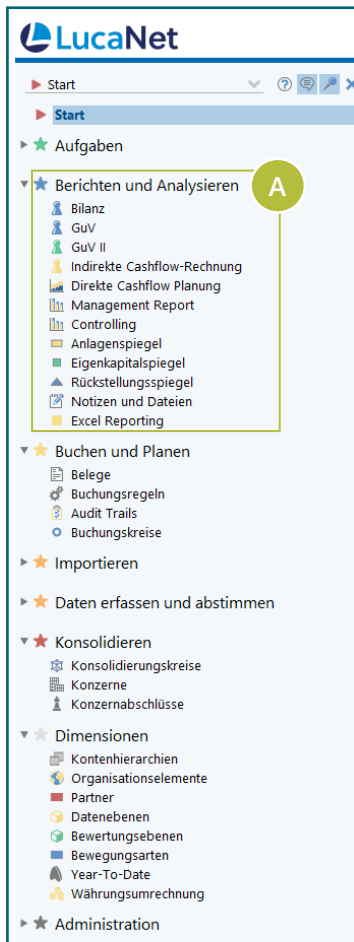 LucaNet
Start
Start
Aufgaben
Berichten und Analysieren
A
Bilanz
GuV
GuV II
Indirekte Cashflow-Rechnung
Direkte Cashflow Planung
Management Report
Controlling
Anlagenspiegel
Eigenkapitalspiegel
Rückstellungsspiegel
Notizen und Dateien
Excel Reporting
Buchen und Planen
Belege
Buchungsregeln
Audit Trails
Buchungskreise
Importieren
Daten erfassen und abstimmen
Konsolidieren
Konsolidierungskreise
Konzerne
Konzernabschlüsse
Dimensionen
Kontenhierarchien
Organisationselemente
Partner
Datenebenen
Bewertungsebenen
Bewegungsarten
Year-To-Date
Währungsumrechnung
Administration